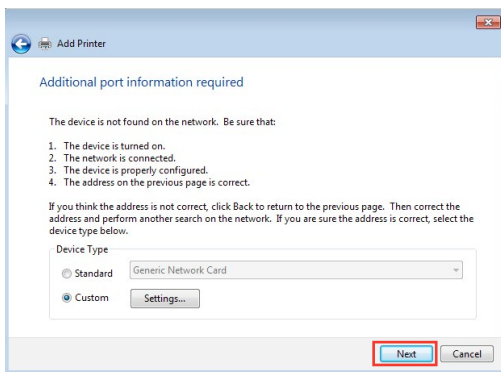 Add Printer
Additional port information required
The device is not found on the network. Be sure that:
1. The device is turned on.
2. The network is connected.
3. The device is properly configured.
4. The address on the previous page is correct.
If you think the address is not correct, click Back to return to the previous page. Then correct the
address and perform another search on the network. If you are sure the address is correct, select the
device type below.
Device Type
Standard Generic Network Card
Custom Settings...
Next Cancel